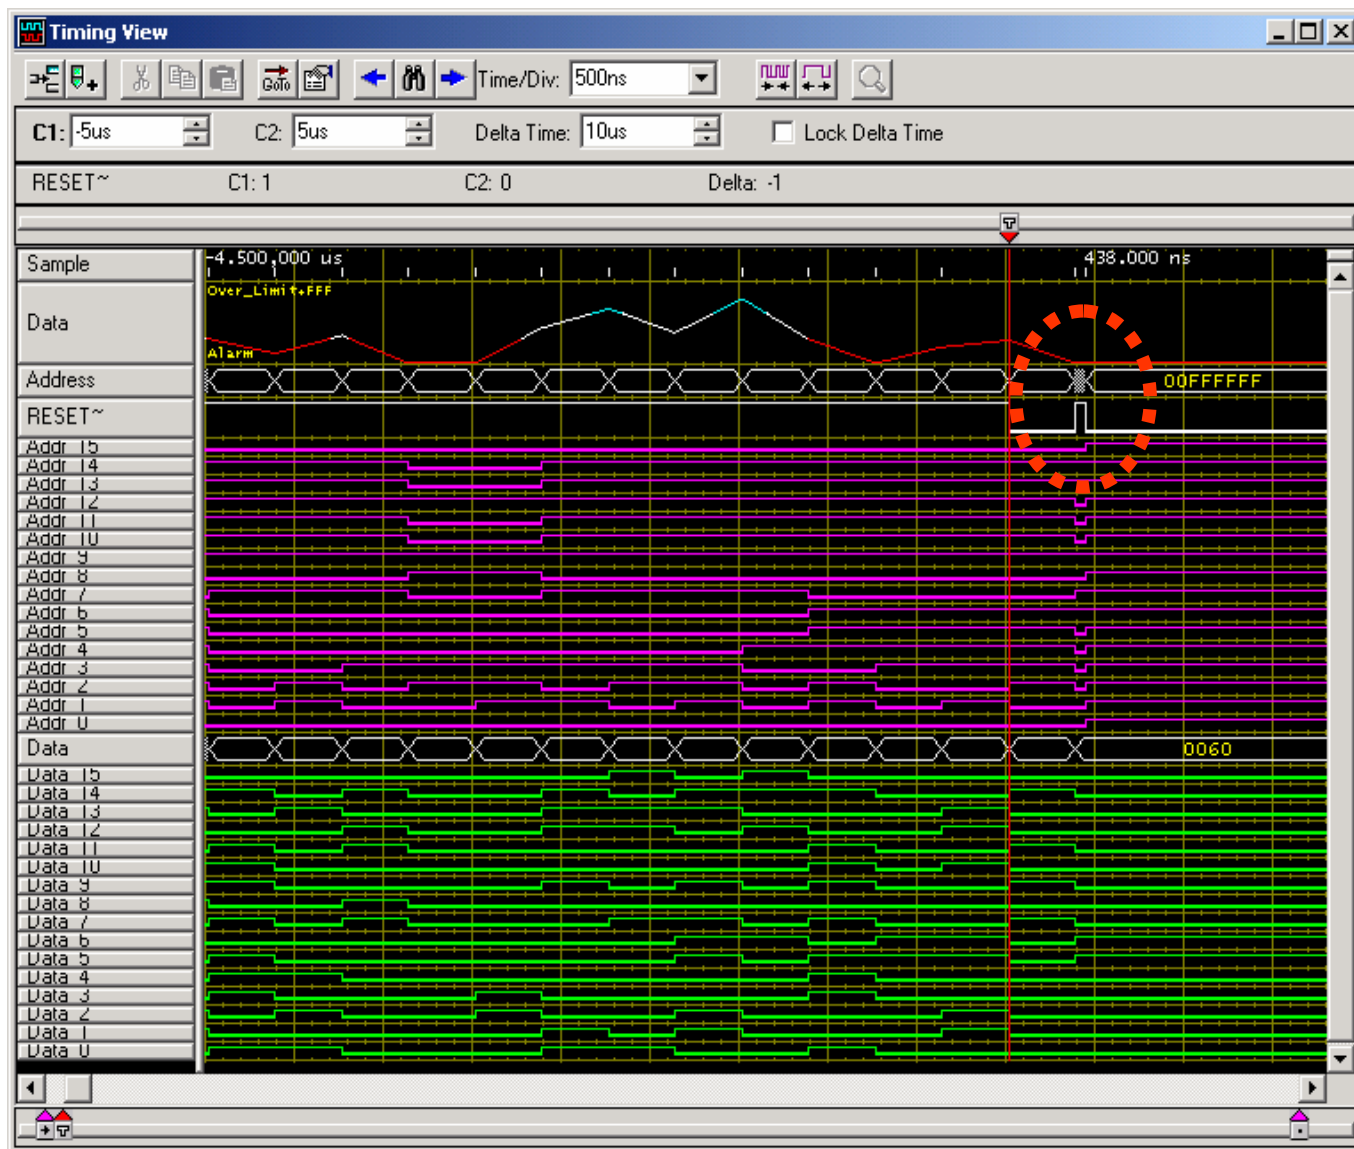 Timing View
GoTo Time/Div: 500ns
C1: -5us C2: 5us Delta Time: 10us Lock Delta Time
RESET~ C1: 1 C2: 0 Delta: -1
T
Sample -4.500,000 us 438.000 ns
Over_Limit+FFF
Data
Alarm
Address 00FFFFFF
RESET~
Addr 15
Addr 14
Addr 13
Addr 12
Addr 11
Addr 10
Addr 9
Addr 8
Addr 7
Addr 6
Addr 5
Addr 4
Addr 3
Addr 2
Addr 1
Addr 0
Data 0060
Data 15
Data 14
Data 13
Data 12
Data 11
Data 10
Data 9
Data 8
Data 7
Data 6
Data 5
Data 4
Data 3
Data 2
Data 1
Data 0
T